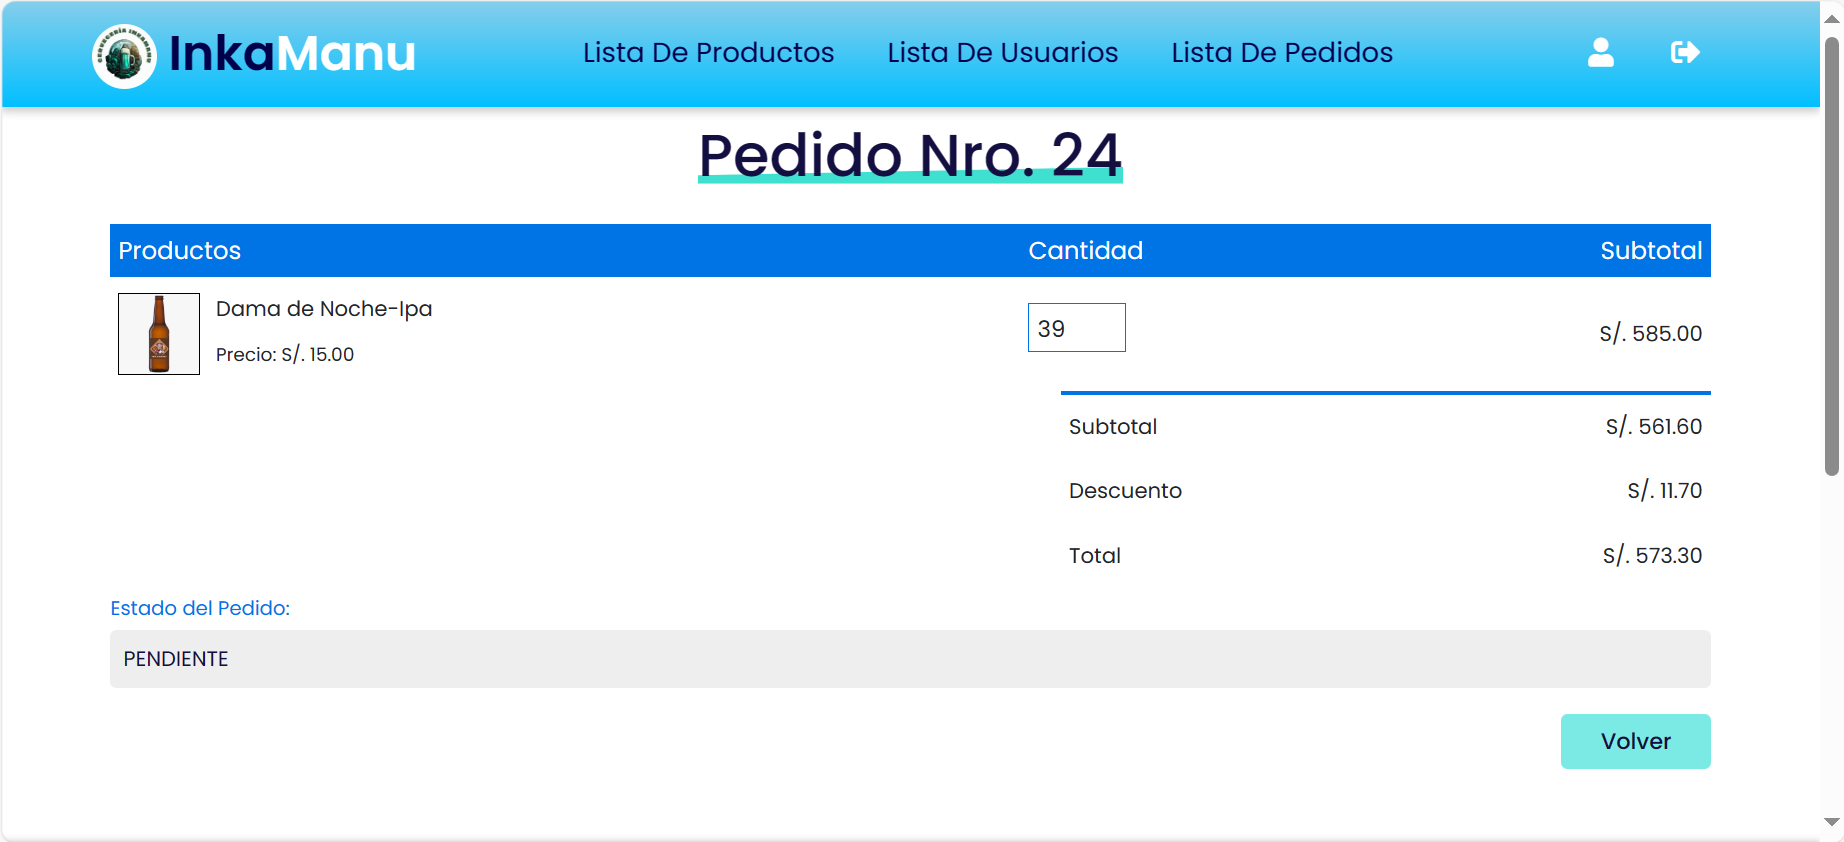 InkaManu
Lista De Productos
Lista De Usuarios
Lista De Pedidos
Pedido Nro. 24
Productos Cantidad Subtotal
Dama de Noche-Ipa
Precio: S/. 15.00
39
S/. 585.00
Subtotal S/. 561.60
Descuento S/. 11.70
Total S/. 573.30
Estado del Pedido:
PENDIENTE
Volver